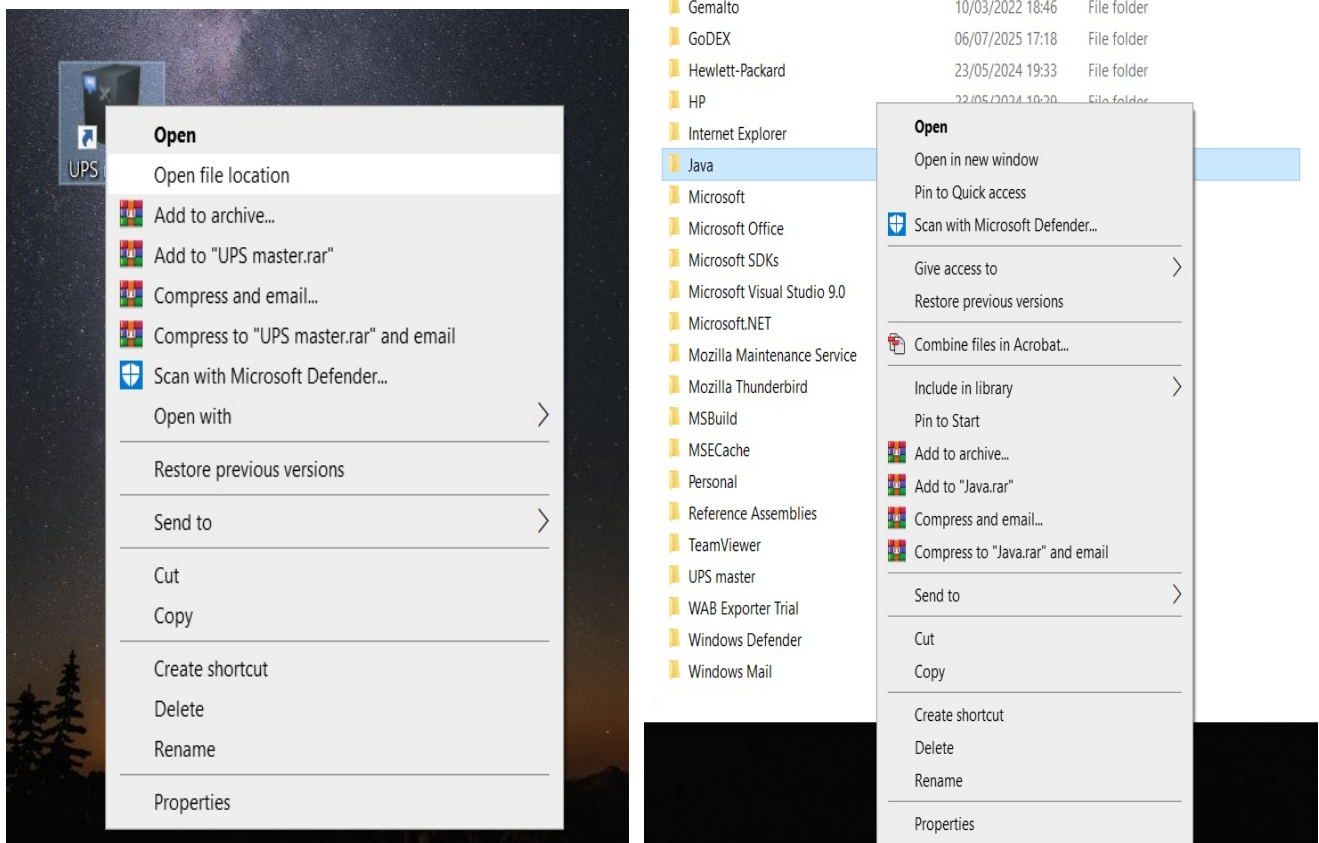 UPS
Open
Open file location
Add to archive...
Add to "UPS master.rar"
Compress and email...
Compress to "UPS master.rar" and email
Scan with Microsoft Defender...
Open with
Restore previous versions
Send to
Cut
Copy
Create shortcut
Delete
Rename
Properties
Gemalto 10/03/2022 18:46 File folder
GoDEX 06/07/2025 17:18 File folder
Hewlett-Packard 23/05/2024 19:33 File folder
HP 23/05/2024 19:29 File folder
Internet Explorer
Java
Microsoft
Microsoft Office
Microsoft SDKs
Microsoft Visual Studio 9.0
Microsoft.NET
Mozilla Maintenance Service
Mozilla Thunderbird
MSBuild
MSECache
Personal
Reference Assemblies
TeamViewer
UPS master
WAB Exporter Trial
Windows Defender
Windows Mail
Open
Open in new window
Pin to Quick access
Scan with Microsoft Defender...
Give access to
Restore previous versions
Combine files in Acrobat...
Include in library
Pin to Start
Add to archive...
Add to "Java.rar"
Compress and email...
Compress to "Java.rar" and email
Send to
Cut
Copy
Create shortcut
Delete
Rename
Properties